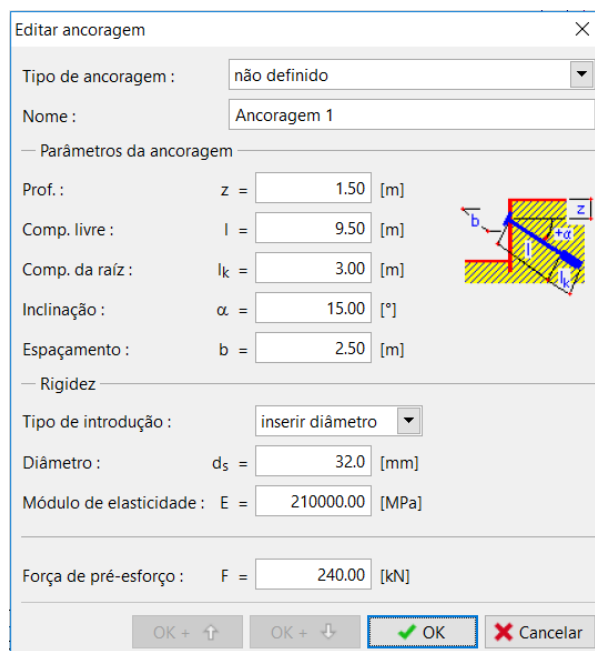 Editar ancoragem
Tipo de ancoragem : não definido
Nome : Ancoragem 1
Parâmetros da ancoragem
Prof. : z = 1.50 [m]
Comp. livre : l = 9.50 [m]
Comp. da raíz : lk = 3.00 [m]
Inclinação : α = 15.00 [°]
Espaçamento : b = 2.50 [m]
z
b
+α
l
lk
Rigidez
Tipo de introdução : inserir diâmetro
Diâmetro : ds = 32.0 [mm]
Módulo de elasticidade : E = 210000.00 [MPa]
Força de pré-esforço : F = 240.00 [kN]
OK + OK + OK Cancelar